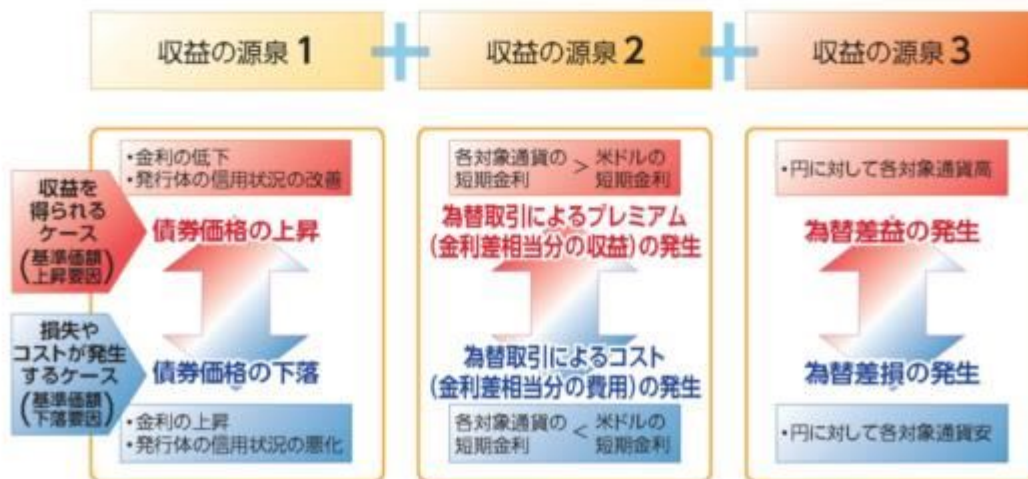 収益の源泉 1 + 収益の源泉 2 + 収益の源泉 3
収益を
得られる
ケース
(基準価額
上昇要因)
・金利の低下
・発行体の信用状況の改善
債券価格の上昇
債券価格の下落
・金利の上昇
・発行体の信用状況の悪化
各対象通貨の 短期金利 > 米ドルの 短期金利
為替取引によるプレミアム
(金利差相当分の収益)の発生
為替取引によるコスト
(金利差相当分の費用)の発生
各対象通貨の 短期金利 < 米ドルの 短期金利
・円に対して各対象通貨高
為替差益の発生
為替差損の発生
・円に対して各対象通貨安
損失や
コストが発生
するケース
(基準価額
下落要因)